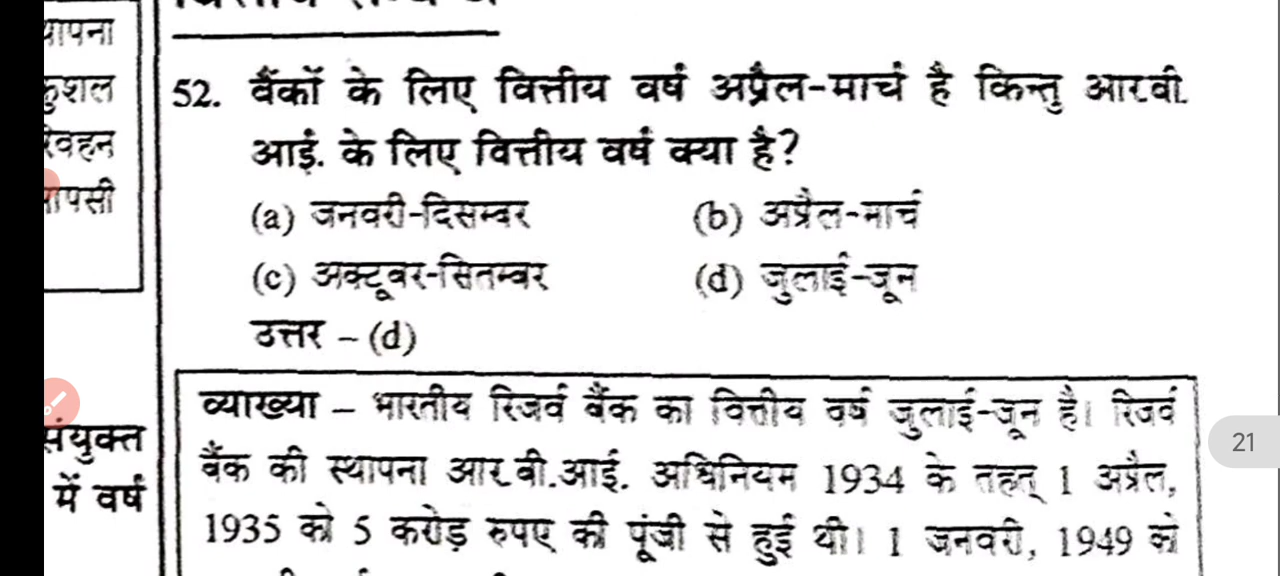 थापना
कुशल
रिवहन
ापसी
संयुक्त
में वर्ष
52. बैंकों के लिए वित्तीय वर्ष अप्रैल-मार्च है किन्तु आर.बी.
आई. के लिए वित्तीय वर्ष क्या है?
(a) जनवरी-दिसम्बर (b) अप्रैल-मार्च
(c) अक्टूबर-सितम्बर (d) जुलाई-जून
उत्तर – (d)
व्याख्या – भारतीय रिजर्व बैंक का वित्तीय वर्ष जुलाई-जून है। रिजर्व
बैंक की स्थापना आर.बी.आई. अधिनियम 1934 के तहत् 1 अप्रैल,
1935 को 5 करोड़ रुपए की पूंजी से हुई थी। 1 जनवरी, 1949 को
21